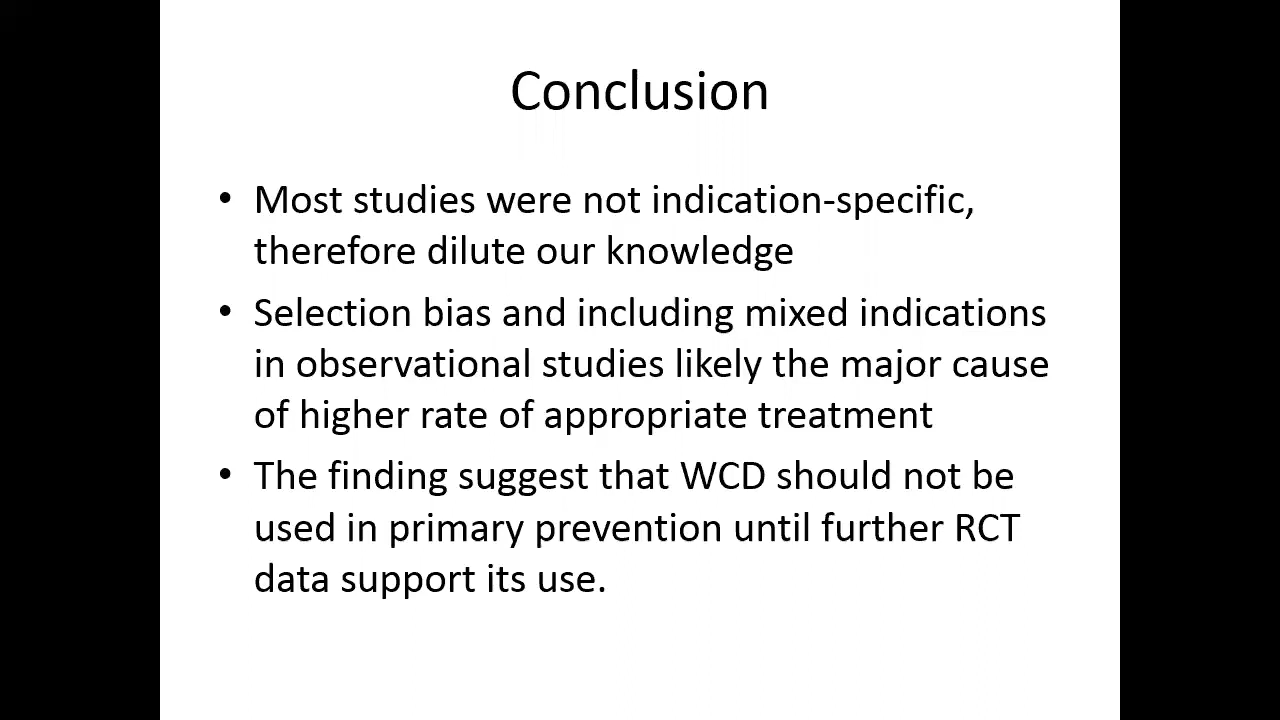 Conclusion
• Most studies were not indication-specific,
therefore dilute our knowledge
• Selection bias and including mixed indications
in observational studies likely the major cause
of higher rate of appropriate treatment
• The finding suggest that WCD should not be
used in primary prevention until further RCT
data support its use.